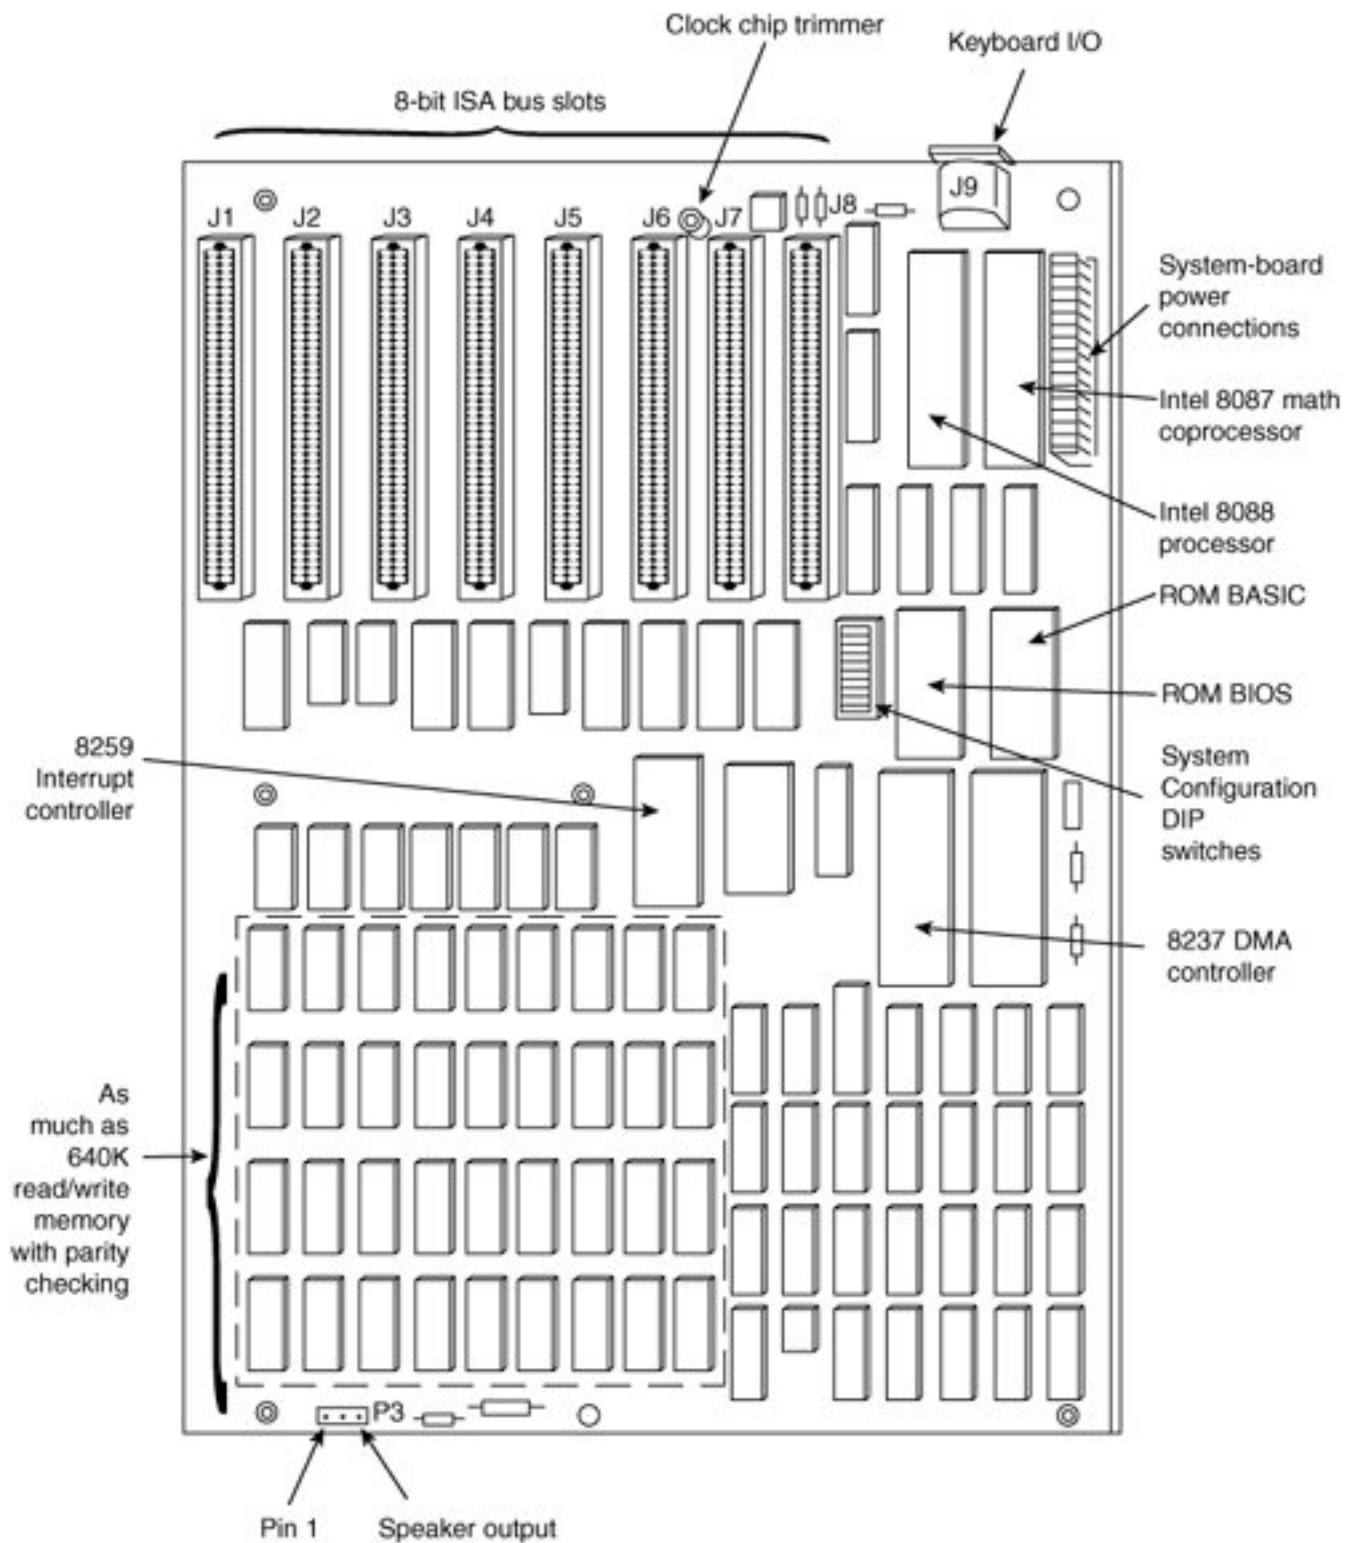 Clock chip trimmer
Keyboard I/O
8-bit ISA bus slots
J9
J1
J2
J3
J4
J5
J6
J7
J8
System-board
power
connections
Intel 8087 math
coprocessor
Intel 8088
processor
ROM BASIC
ROM BIOS
System
Configuration
DIP
switches
8259
Interrupt
controller
8237 DMA
controller
As
much as
640K
read/write
memory
with parity
checking
P3
Pin 1
Speaker output